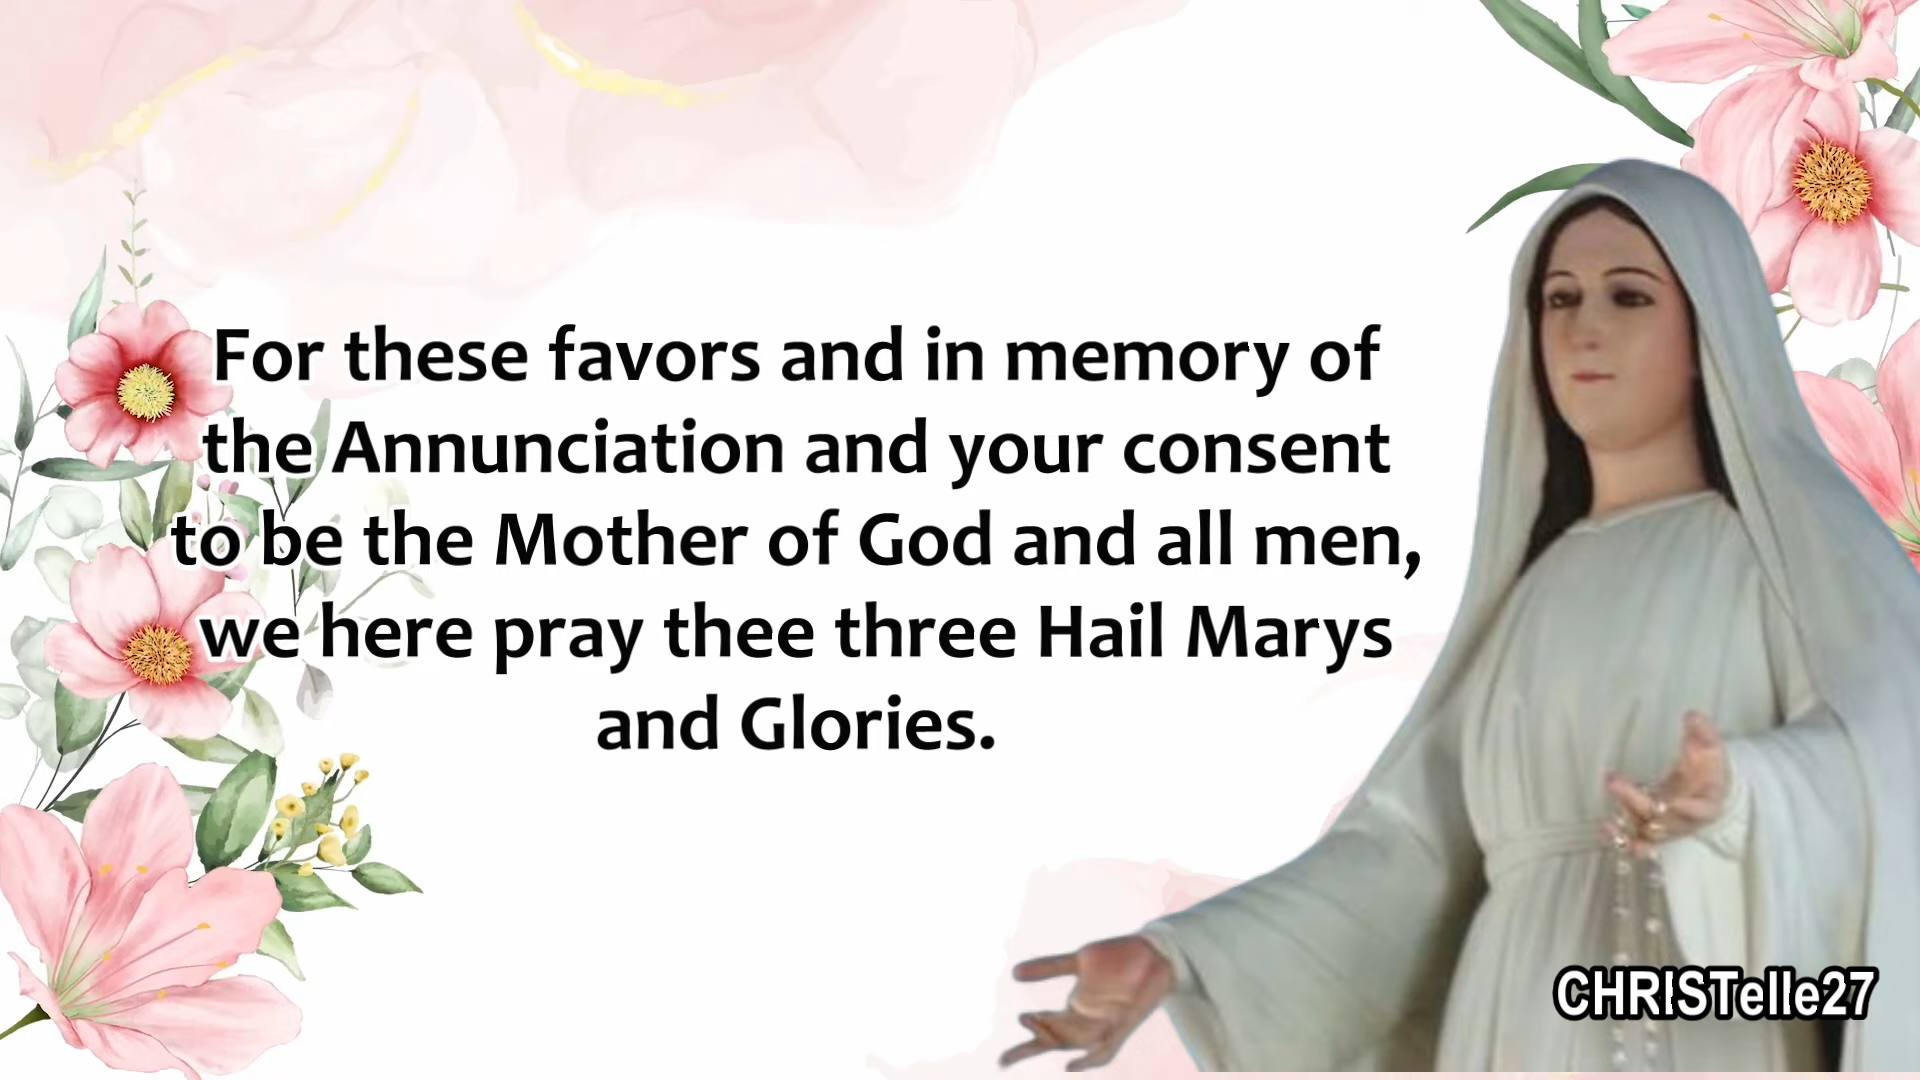 For these favors and in memory of
the Annunciation and your consent
to be the Mother of God and all men,
we here pray thee three Hail Marys
and Glories.
CHRISTelle27